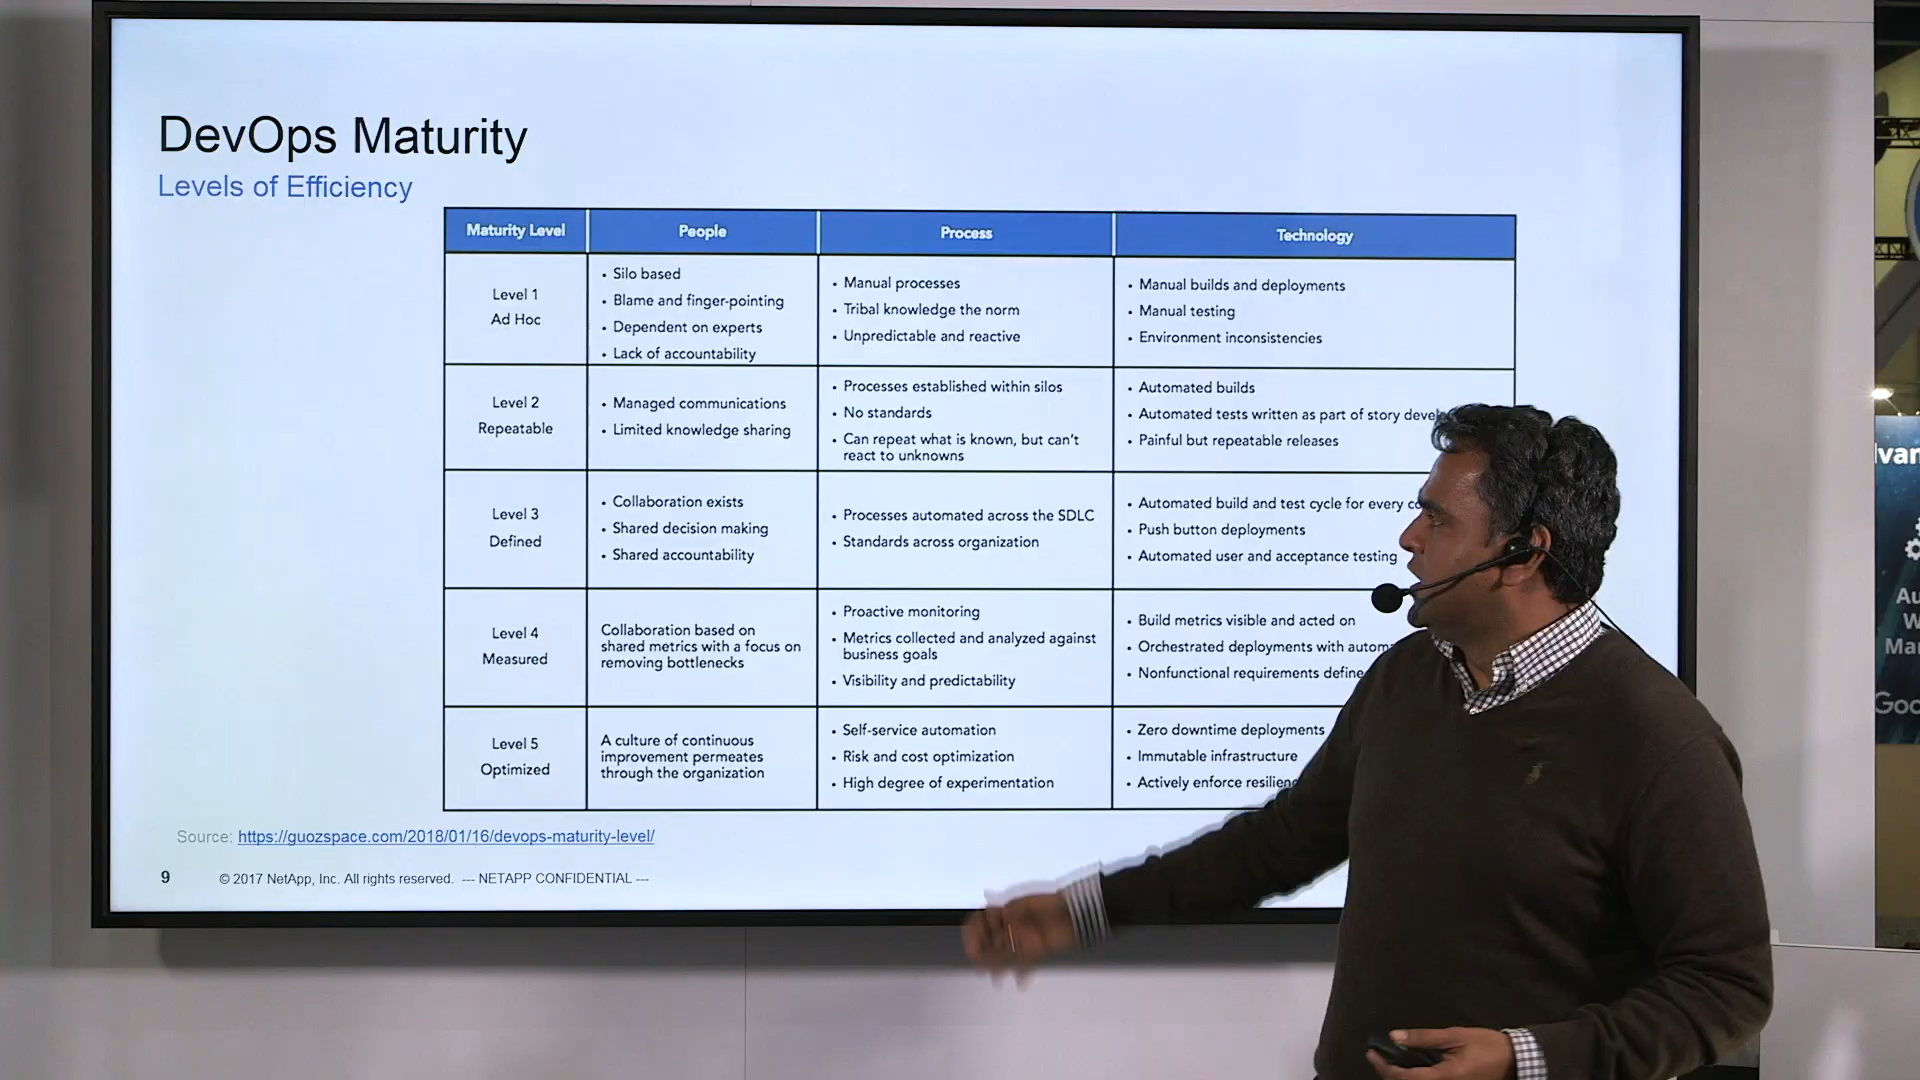 DevOps Maturity
Levels of Efficiency
Maturity Level
People
Process
Technology
Level 1
Ad Hoc
• Silo based
• Blame and finger-pointing
• Dependent on experts
• Lack of accountability
• Manual processes
• Tribal knowledge the norm
• Unpredictable and reactive
• Manual builds and deployments
• Manual testing
• Environment inconsistencies
Level 2
Repeatable
• Managed communications
• Limited knowledge sharing
• Processes established within silos
• No standards
• Can repeat what is known, but can't
react to unknowns
• Automated builds
• Automated tests written as part of story
• Painful but repeatable releases
Level 3
Defined
• Collaboration exists
• Shared decision making
• Shared accountability
• Processes automated across the SDLC
• Standards across organization
• Automated build and test cycle for every
• Push button deployments
• Automated user and acceptance testing
Level 4
Measured
Collaboration based on
shared metrics with a focus on
removing bottlenecks
• Proactive monitoring
• Metrics collected and analyzed against
business goals
• Visibility and predictability
• Build metrics visible and acted on
• Orchestrated deployments with
• Nonfunctional requirements
Level 5
Optimized
A culture of continuous
improvement permeates
through the organization
• Self-service automation
• Risk and cost optimization
• High degree of experimentation
• Zero downtime deployments
• Immutable infrastructure
• Actively enforce
Source: https://guozspace.com/2018/01/16/devops-maturity-level/
9 © 2017 NetApp, Inc. All rights reserved. --- NETAPP CONFIDENTIAL ---